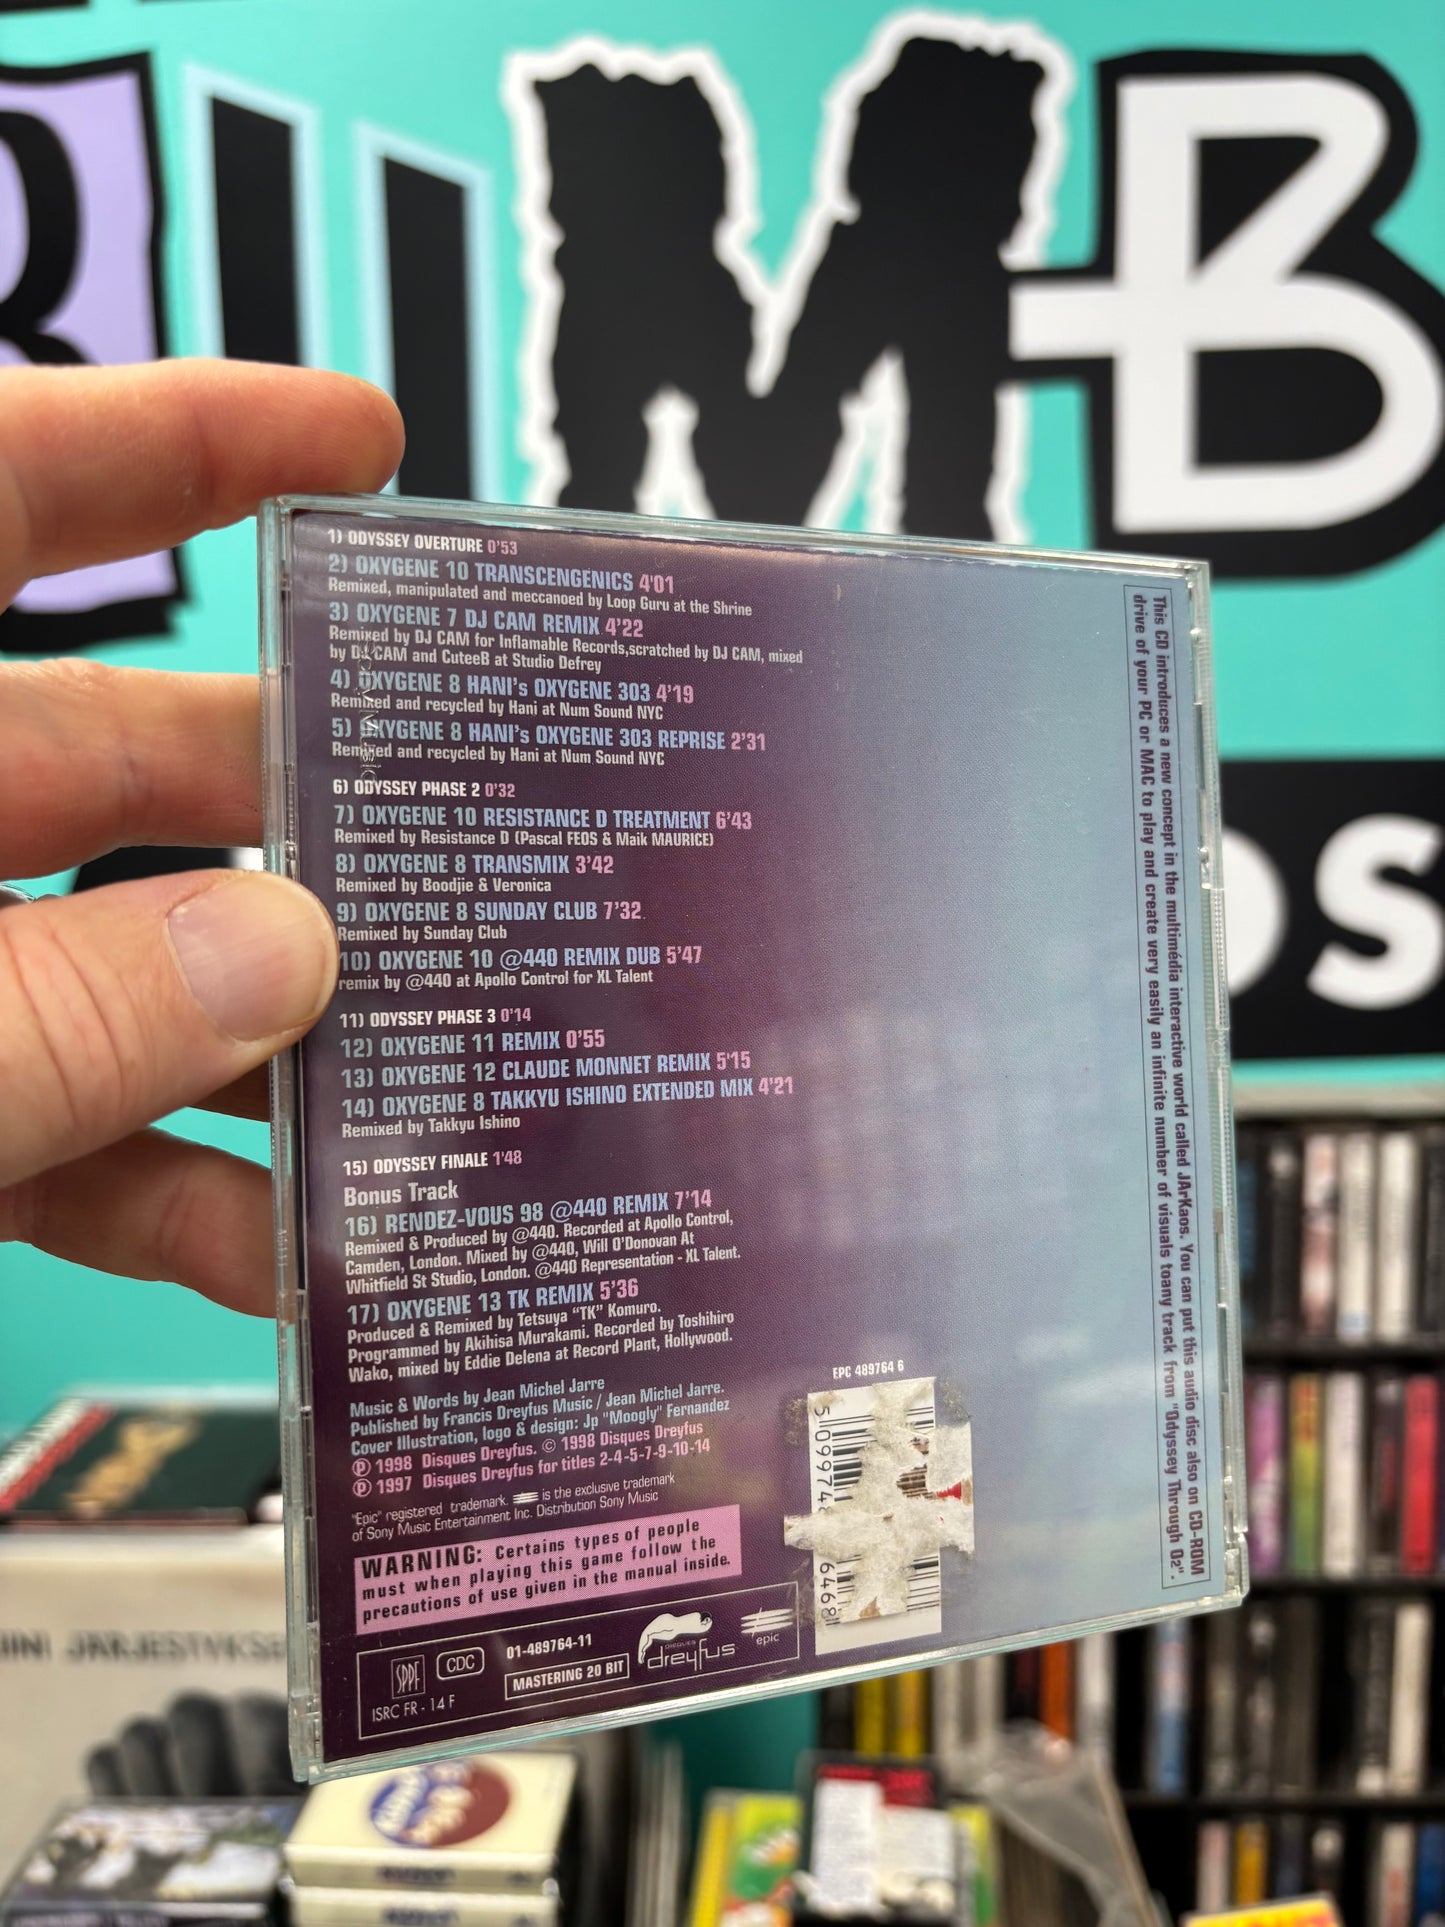 UMB
OS
1) ODYSSEY OVERTURE 0'53
2) OXYGENE 10 TRANSCENGENICS 4'01
Remixed, manipulated and meccanoed by Loop Guru at the Shrine
3) OXYGENE 7 DJ CAM REMIX 4'22
Remixed by DJ CAM for Inflamable Records,scratched by DJ CAM, mixed
by DJ CAM and CuteeB at Studio Defrey
4) OXYGENE 8 HANI's OXYGENE 303 4'19
Remixed and recycled by Hani at Num Sound NYC
5) OXYGENE 8 HANI's OXYGENE 303 REPRISE 2'31
Remixed and recycled by Hani at Num Sound NYC
6) ODYSSEY PHASE 2 0'32
7) OXYGENE 10 RESISTANCE D TREATMENT 6'43
Remixed by Resistance D (Pascal FEOS & Maik MAURICE)
8) OXYGENE 8 TRANSMIX 3'42
Remixed by Boodjie & Veronica
9) OXYGENE 8 SUNDAY CLUB 7'32
Remixed by Sunday Club
10) OXYGENE 10 @440 REMIX DUB 5'47
remix by @440 at Apollo Control for XL Talent
11) ODYSSEY PHASE 3 0'14
12) OXYGENE 11 REMIX 0'55
13) OXYGENE 12 CLAUDE MONNET REMIX 5'15
14) OXYGENE 8 TAKKYU ISHINO EXTENDED MIX 4'21
Remixed by Takkyu Ishino
15) ODYSSEY FINALE 1'48
Bonus Track
16) RENDEZ-VOUS 98 @440 REMIX 7'14
Remixed & Produced by @440. Recorded at Apollo Control,
Camden, London. Mixed by @440, Will O'Donovan At
Whitfield St Studio, London. @440 Representation - XL Talent.
17) OXYGENE 13 TK REMIX 5'36
Produced & Remixed by Tetsuya "TK" Komuro.
Programmed by Akihisa Murakami. Recorded by Toshihiro
Wako, mixed by Eddie Delena at Record Plant, Hollywood.
Music & Words by Jean Michel Jarre
Published by Francis Dreyfus Music / Jean Michel Jarre.
Cover Illustration, logo & design: Jp "Moogly" Fernandez
℗ 1998 Disques Dreyfus. © 1998 Disques Dreyfus
℗ 1997 Disques Dreyfus for titles 2-4-5-7-9-10-14
"Epic" registered trademark. is the exclusive trademark
of Sony Music Entertainment Inc. Distribution Sony Music
WARNING: Certains types of people
must when playing this game follow the
precautions of use given in the manual inside.
SPPF
CDC
ISRC FR - 14 F
01-489764-11
MASTERING 20 BIT
DISQUES
dreyfus
epic
EPC 489764 6
5 09974
6468
This CD introduces a new concept in the multimédia interactive world called JArKaos. You can put this audio disc also on CD-ROM
drive of your PC or MAC to play and create very easily an infinite number of visuals toany track from "Odyssey Through O2".